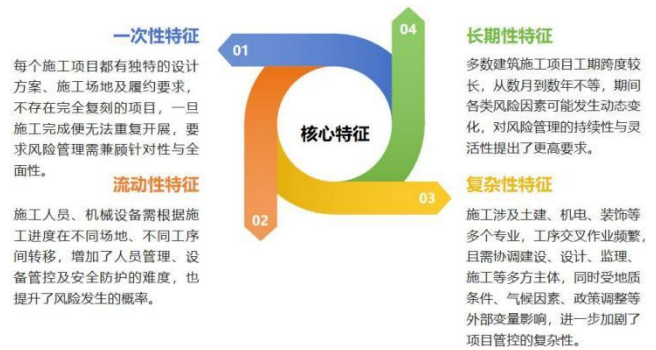 一次性特征
01
每个施工项目都有独特的设计
方案、施工场地及履约要求，
不存在完全复刻的项目，一旦
施工完成便无法重复开展，要
求风险管理需兼顾针对性与全
面性。
流动性特征
02
施工人员、机械设备需根据施
工进度在不同场地、不同工序
间转移，增加了人员管理、设
备管控及安全防护的难度，也
提升了风险发生的概率。
核心特征
04
长期性特征
多数建筑施工项目工期跨度较
长，从数月到数年不等，期间
各类风险因素可能发生动态变
化，对风险管理的持续性与灵
活性提出了更高要求。
03
复杂性特征
施工涉及土建、机电、装饰等
多个专业，工序交叉作业频繁，
且需协调建设、设计、监理、
施工等多方主体，同时受地质
条件、气候因素、政策调整等
外部变量影响，进一步加剧了
项目管控的复杂性。